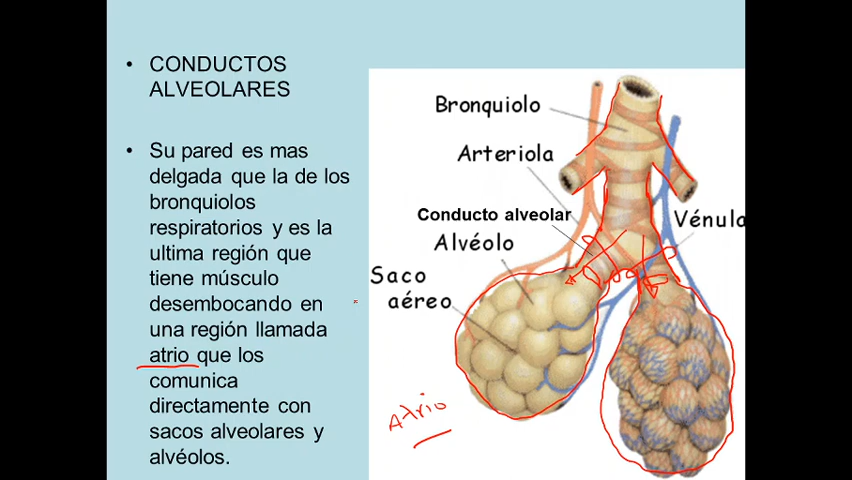 • CONDUCTOS
ALVEOLARES
• Su pared es mas
delgada que la de los
bronquiolos
respiratorios y es la
ultima región que
tiene músculo
desembocando en
una región llamada
atrio que los
comunica
directamente con
sacos alveolares y
alvéolos.
Bronquiolo
Arteriola
Conducto alveolar
Vénula
Alvéolo
Saco
aéreo
Atrio